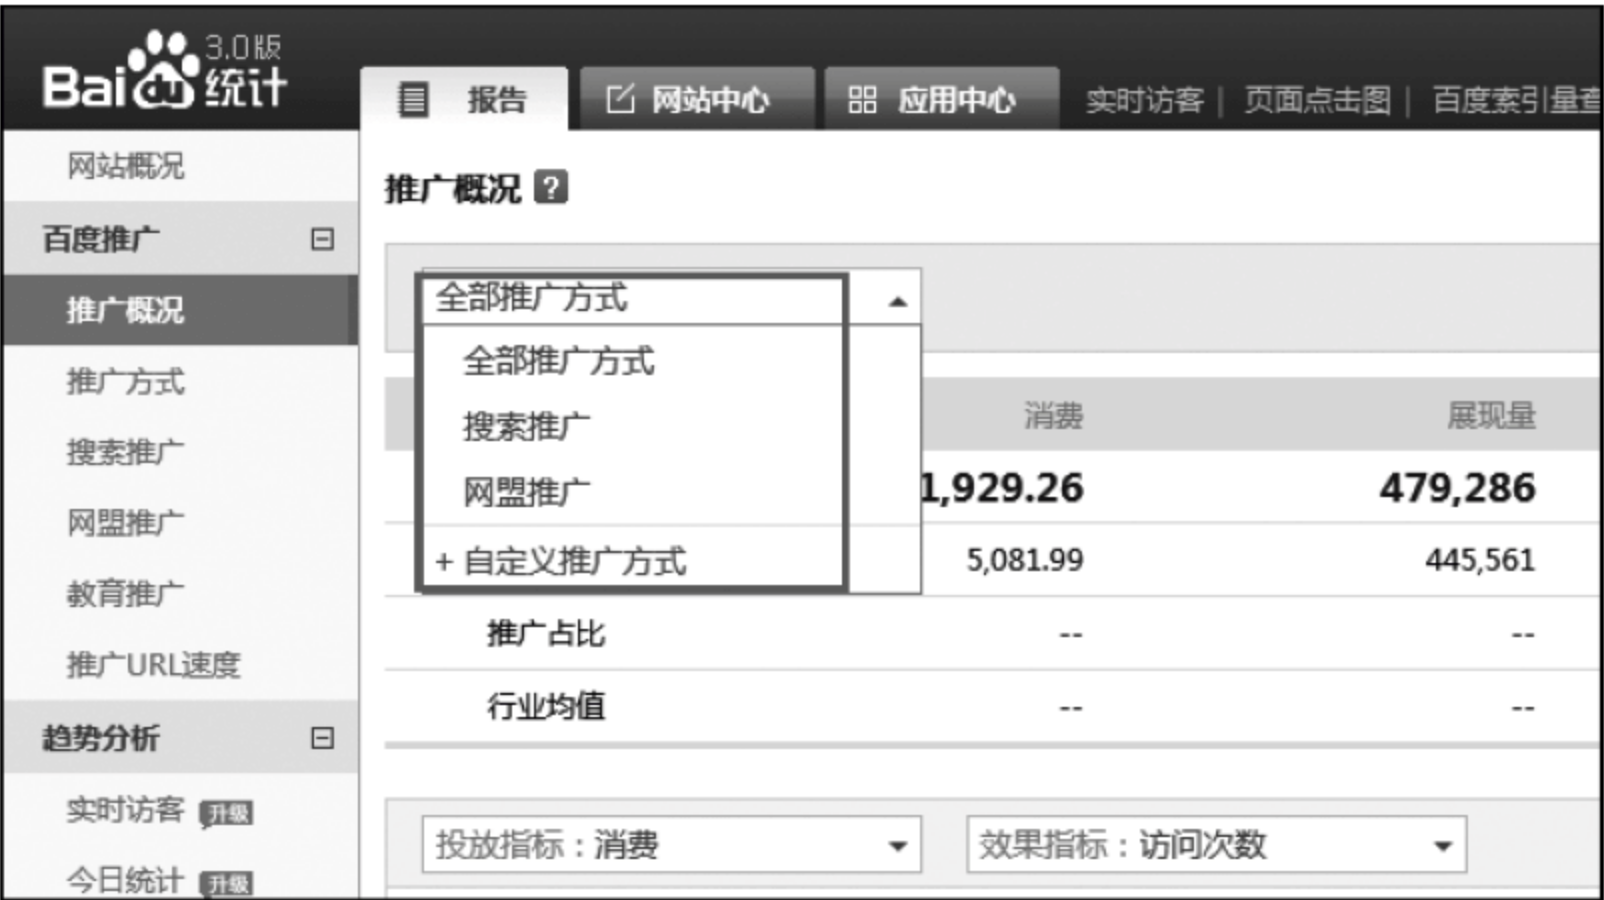 Bai du 统计 3.0版
报告 网站中心 应用中心 实时访客 | 页面点击图 | 百度索引量查
网站概况
百度推广
推广概况
推广方式
搜索推广
网盟推广
教育推广
推广URL速度
趋势分析
实时访客 升级
今日统计 升级
推广概况 ?
全部推广方式
全部推广方式
搜索推广
网盟推广
+ 自定义推广方式
消费 展现量
1,929.26 479,286
5,081.99 445,561
推广占比 -- --
行业均值 -- --
投放指标：消费 效果指标：访问次数